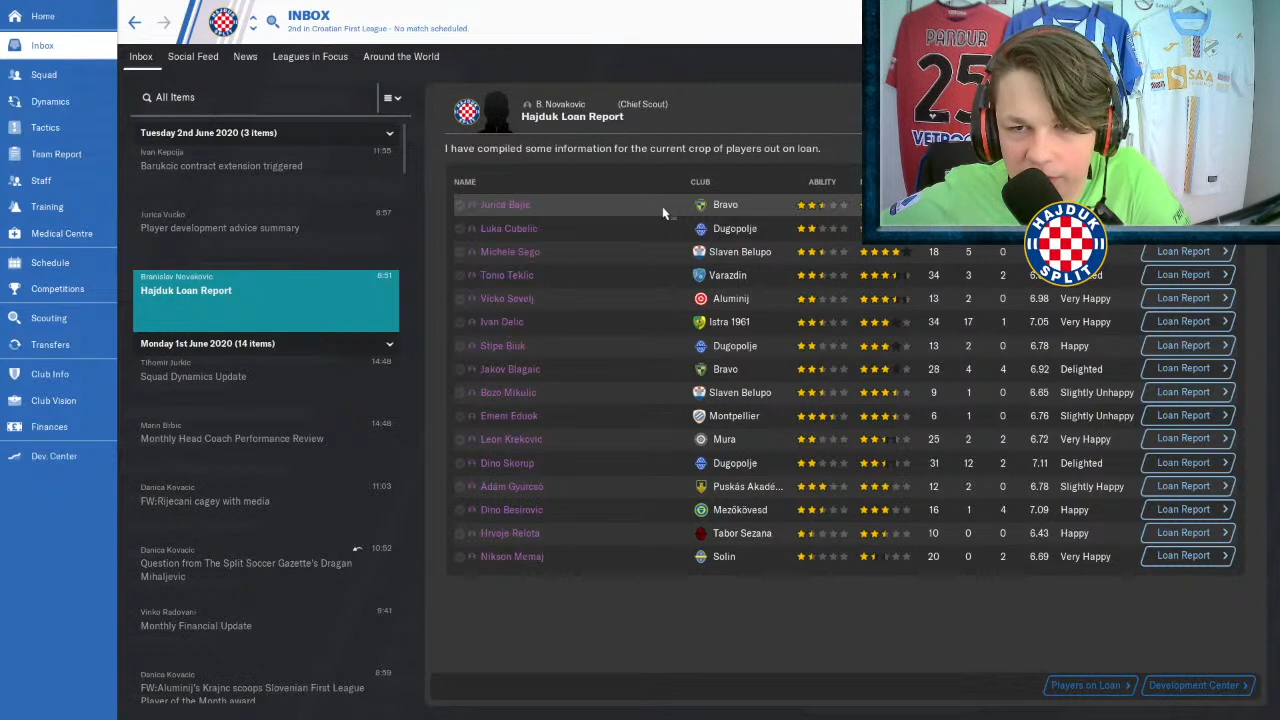 Home
Inbox
Squad
Dynamics
Tactics
Team Report
Staff
Training
Medical Centre
Schedule
Competitions
Scouting
Transfers
Club Info
Club Vision
Finances
Dev. Center
INBOX
2nd in Croatian First League - No match scheduled.
Inbox Social Feed News Leagues in Focus Around the World
All Items
Tuesday 2nd June 2020 (3 items)
Ivan Kepcija 11:55
Barukcic contract extension triggered
Jurica Vucko 8:57
Player development advice summary
Branislav Novakovic 8:51
Hajduk Loan Report
Monday 1st June 2020 (14 items)
Tihomir Jurkic 14:48
Squad Dynamics Update
Marin Brbic 14:48
Monthly Head Coach Performance Review
Danica Kovacic 11:03
FW:Rijecani cagey with media
Danica Kovacic 10:52
Question from The Split Soccer Gazette's Dragan
Mihaljevic
Vinko Radovani 9:41
Monthly Financial Update
Danica Kovacic 8:59
FW:Aluminij's Krajnc scoops Slovenian First League
Player of the Month award
B. Novakovic (Chief Scout)
Hajduk Loan Report
I have compiled some information for the current crop of players out on loan.
NAME CLUB ABILITY
Jurica Bajic Bravo
Luka Cubelic Dugopolje
Michele Sego Slaven Belupo 18 5 0 Loan Report
Tonio Teklic Varazdin 34 3 2 Loan Report
Vicko Sevelj Aluminij 13 2 0 6.98 Very Happy Loan Report
Ivan Delic Istra 1961 34 17 1 7.05 Very Happy Loan Report
Stipe Biuk Dugopolje 13 2 0 6.78 Happy Loan Report
Jakov Blagaic Bravo 28 4 4 6.92 Delighted Loan Report
Bozo Mikulic Slaven Belupo 9 1 0 6.65 Slightly Unhappy Loan Report
Emem Eduok Montpellier 6 1 0 6.76 Slightly Unhappy Loan Report
Leon Krekovic Mura 25 2 2 6.72 Very Happy Loan Report
Dino Skorup Dugopolje 31 12 2 7.11 Delighted Loan Report
Ádám Gyurcsó Puskás Akadé... 12 2 0 6.78 Slightly Happy Loan Report
Dino Besirovic Mezőkövesd 16 1 4 7.09 Happy Loan Report
Hrvoje Relota Tabor Sezana 10 0 0 6.43 Happy Loan Report
Nikson Memaj Solin 20 0 2 6.69 Very Happy Loan Report
Players on Loan Development Center
PANDUR
25
HAJDUK
SPLIT